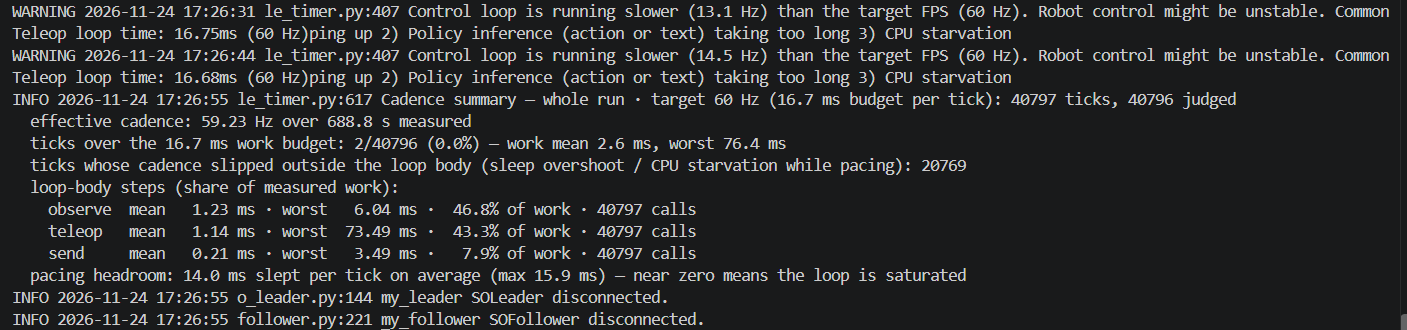 WARNING 2026-11-24 17:26:31 le_timer.py:407 Control loop is running slower (13.1 Hz) than the target FPS (60 Hz). Robot control might be unstable. Common
Teleop loop time: 16.75ms (60 Hz)ping up 2) Policy inference (action or text) taking too long 3) CPU starvation
WARNING 2026-11-24 17:26:44 le_timer.py:407 Control loop is running slower (14.5 Hz) than the target FPS (60 Hz). Robot control might be unstable. Common
Teleop loop time: 16.68ms (60 Hz)ping up 2) Policy inference (action or text) taking too long 3) CPU starvation
INFO 2026-11-24 17:26:55 le_timer.py:617 Cadence summary — whole run · target 60 Hz (16.7 ms budget per tick): 40797 ticks, 40796 judged
effective cadence: 59.23 Hz over 688.8 s measured
ticks over the 16.7 ms work budget: 2/40796 (0.0%) — work mean 2.6 ms, worst 76.4 ms
ticks whose cadence slipped outside the loop body (sleep overshoot / CPU starvation while pacing): 20769
loop-body steps (share of measured work):
observe mean 1.23 ms · worst 6.04 ms · 46.8% of work · 40797 calls
teleop mean 1.14 ms · worst 73.49 ms · 43.3% of work · 40797 calls
send mean 0.21 ms · worst 3.49 ms · 7.9% of work · 40797 calls
pacing headroom: 14.0 ms slept per tick on average (max 15.9 ms) — near zero means the loop is saturated
INFO 2026-11-24 17:26:55 o_leader.py:144 my_leader SOLeader disconnected.
INFO 2026-11-24 17:26:55 follower.py:221 my_follower SOFollower disconnected.